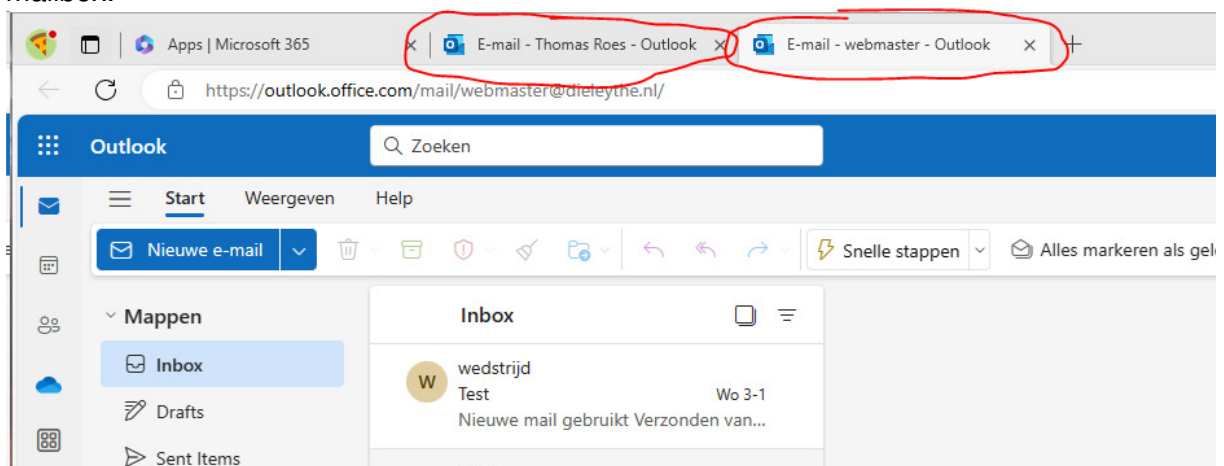 Apps | Microsoft 365
E-mail - Thomas Roes - Outlook
E-mail - webmaster - Outlook
https://outlook.office.com/mail/webmaster@dieleythe.nl/
Outlook
Zoeken
Start Weergeven Help
Nieuwe e-mail
Snelle stappen
Alles markeren als gel
Mappen
Inbox
Drafts
Sent Items
Inbox
W
wedstrijd
Test Wo 3-1
Nieuwe mail gebruikt Verzonden van...